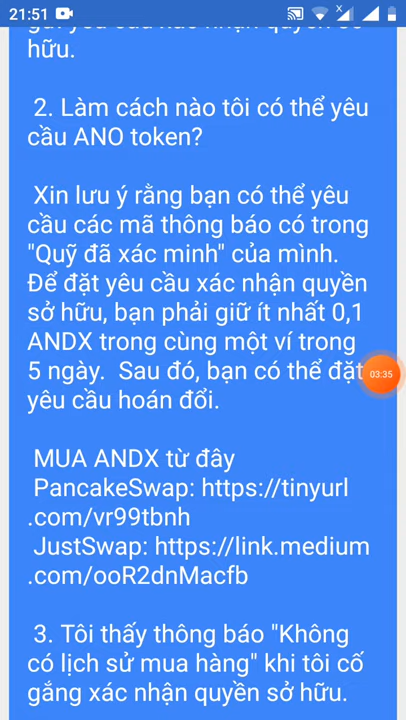 21:51
hữu.
2. Làm cách nào tôi có thể yêu
cầu ANO token?
Xin lưu ý rằng bạn có thể yêu
cầu các mã thông báo có trong
"Quỹ đã xác minh" của mình.
Để đặt yêu cầu xác nhận quyền
sở hữu, bạn phải giữ ít nhất 0,1
ANDX trong cùng một ví trong
5 ngày.  Sau đó, bạn có thể đặt
03:35
yêu cầu hoán đổi.
MUA ANDX từ đây
PancakeSwap: https://tinyurl
.com/vr99tbnh
JustSwap: https://link.medium
.com/ooR2dnMacfb
3. Tôi thấy thông báo "Không
có lịch sử mua hàng" khi tôi cố
gắng xác nhận quyền sở hữu.